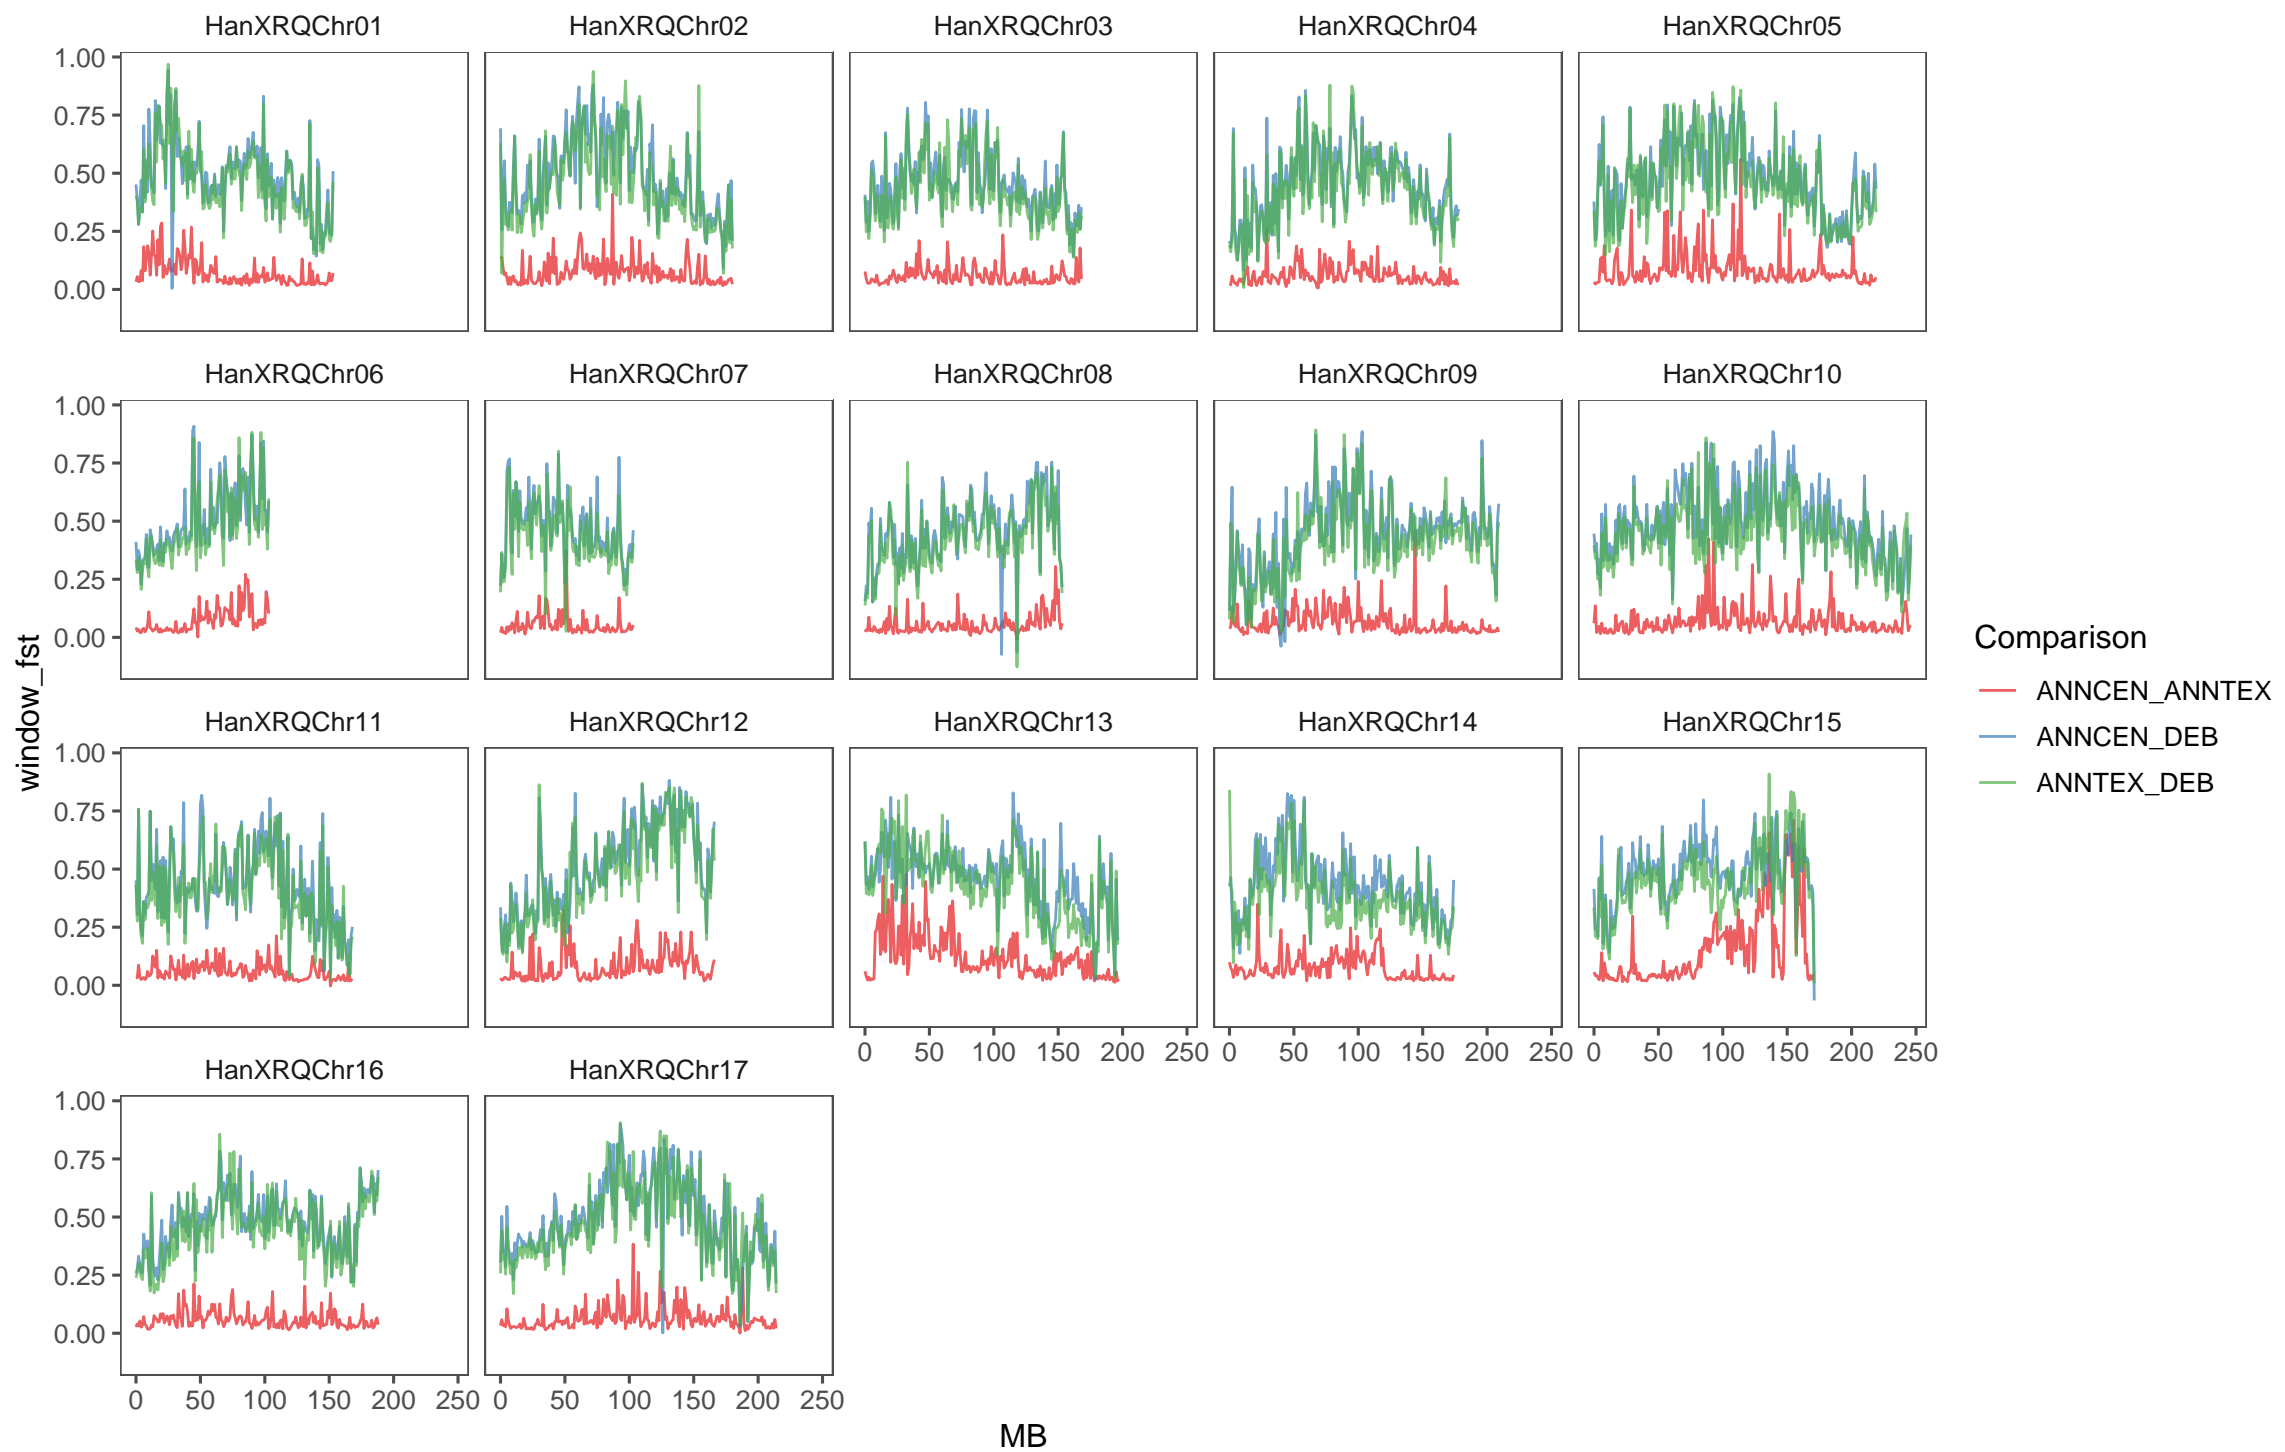 HanXRQChr01 HanXRQChr02 HanXRQChr03 HanXRQChr04 HanXRQChr05
1.00
0.75
0.50
0.25
0.00
HanXRQChr06 HanXRQChr07 HanXRQChr08 HanXRQChr09 HanXRQChr10
1.00
0.75
0.50
0.25
0.00
window_fst
HanXRQChr11 HanXRQChr12 HanXRQChr13 HanXRQChr14 HanXRQChr15
1.00
0.75
0.50
0.25
0.00
0 50 100 150 200 250 0 50 100 150 200 250 0 50 100 150 200 250
HanXRQChr16 HanXRQChr17
1.00
0.75
0.50
0.25
0.00
0 50 100 150 200 250 0 50 100 150 200 250
MB
Comparison
ANNCEN_ANNTEX
ANNCEN_DEB
ANNTEX_DEB